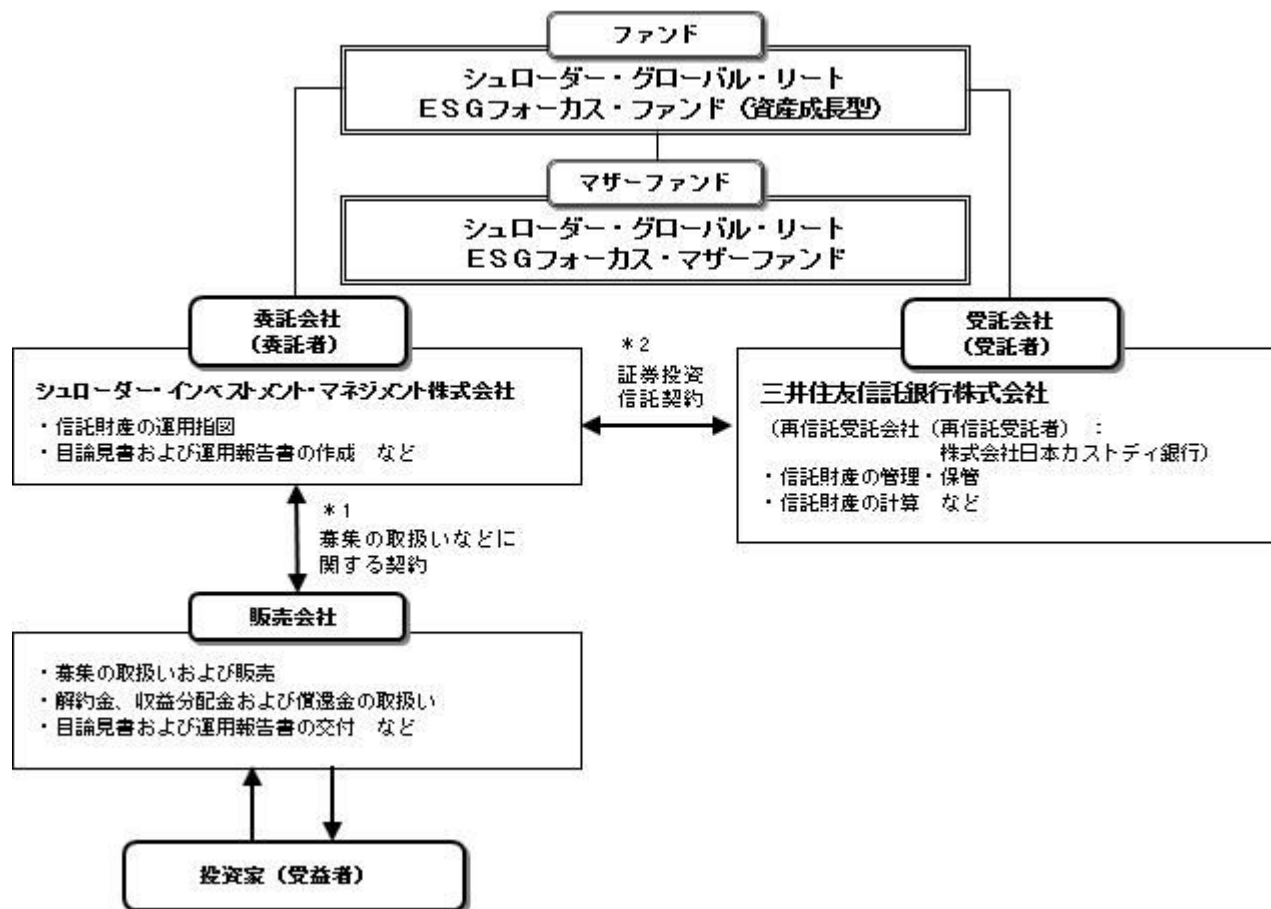 ファンド
シュローダー・グローバル・リート
ESGフォーカス・ファンド(資産成長型)
マザーファンド
シュローダー・グローバル・リート
ESGフォーカス・マザーファンド
委託会社
(委託者)
シュローダー・インベストメント・マネジメント株式会社
・信託財産の運用指図
・目論見書および運用報告書の作成 など
*2
証券投資
信託契約
受託会社
(受託者)
三井住友信託銀行株式会社
(再信託受託会社(再信託受託者) :
株式会社日本カストディ銀行)
・信託財産の管理・保管
・信託財産の計算 など
*1
募集の取扱いなどに
関する契約
販売会社
・募集の取扱いおよび販売
・解約金、収益分配金および償還金の取扱い
・目論見書および運用報告書の交付 など
投資家(受益者)